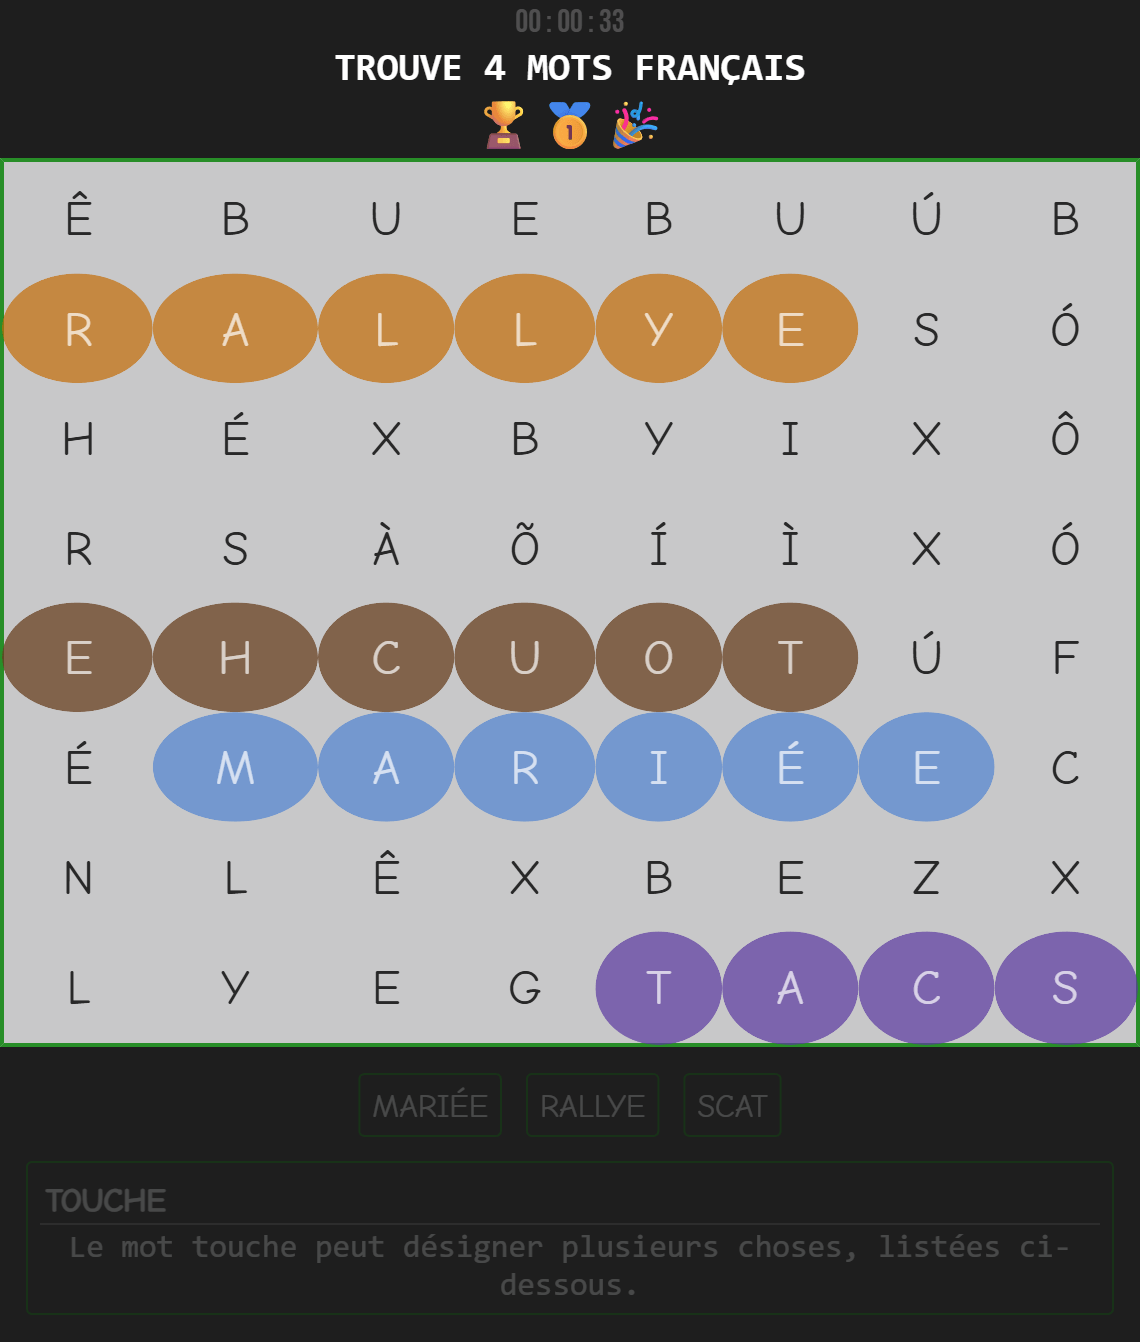 00:00:33
TROUVE 4 MOTS FRANÇAIS
Ê B U E B U Ú B
R A L L Y E S Ó
H É X B Y I X Ô
R S À Õ Í Ì X Ó
E H C U O T Ú F
É M A R I É E C
N L Ê X B E Z X
L Y E G T A C S
MARIÉE RALLYE SCAT
TOUCHE
Le mot touche peut désigner plusieurs choses, listées ci-
dessous.